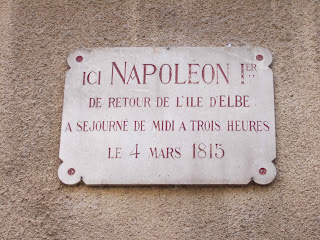 ICI NAPOLEON IER
DE RETOUR DE L'ILE D'ELBE
A SEJOURNÉ DE MIDI A TROIS HEURES
LE 4 MARS 1815